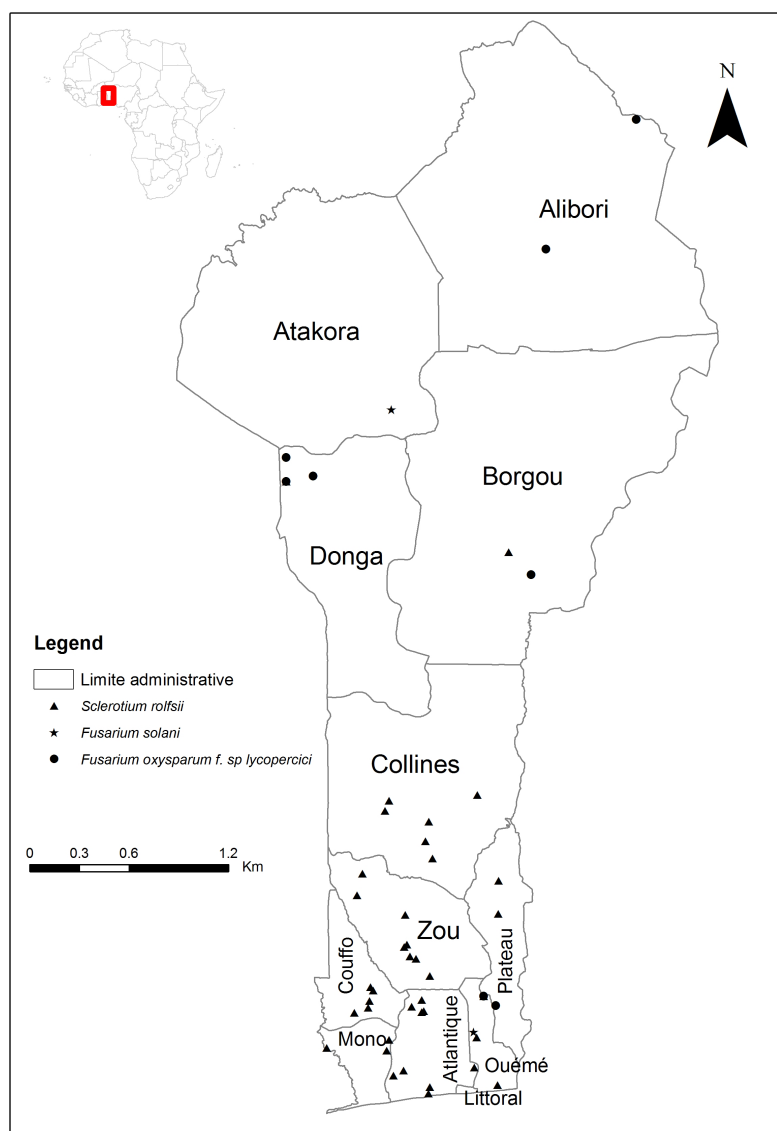 N
Alibori
Atakora
Borgou
Donga
Legend
Limite administrative
Sclerotium rolfsii
Fusarium solani
Fusarium oxysparum f. sp lycopercici
Collines
0 0.3 0.6 1.2
Km
Zou
Plateau
Couffo
Atlantique
Mono
Ouémé
Littoral